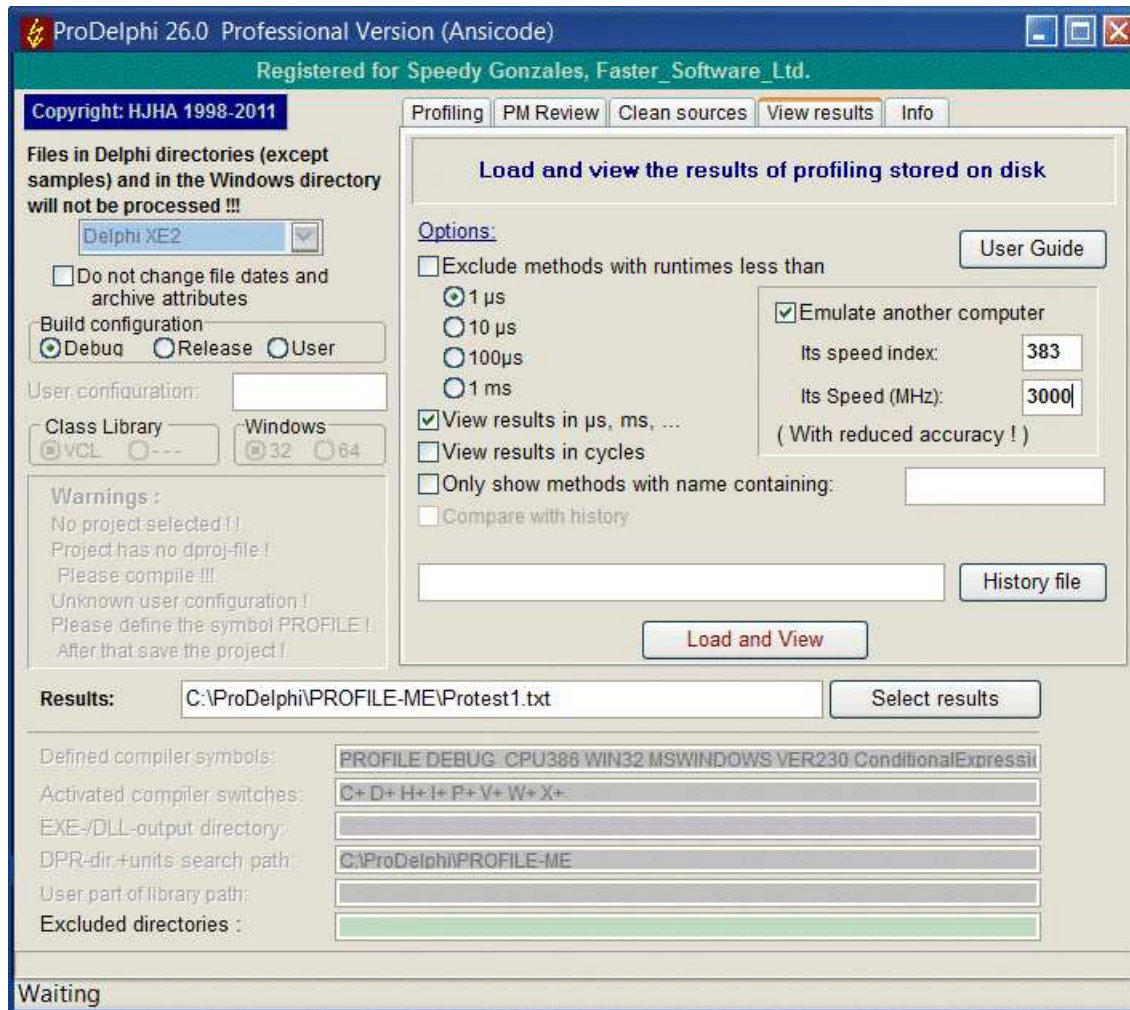 ProDelphi 26.0 Professional Version (Ansicode)
Registered for Speedy Gonzales, Faster_Software_Ltd.
Copyright: HJHA 1998-2011
Files in Delphi directories (except
samples) and in the Windows directory
will not be processed !!!
Delphi XE2
Do not change file dates and
archive attributes
Build configuration
Debug Release User
User configuration:
Class Library
VCL ---
Windows
32 64
Warnings :
No project selected ! !
Project has no dproj-file !
Please compile !!!
Unknown user configuration !
Please define the symbol PROFILE !
After that save the project !
Profiling PM Review Clean sources View results Info
Load and view the results of profiling stored on disk
Options:
User Guide
Exclude methods with runtimes less than
1 µs
10 µs
100µs
1 ms
Emulate another computer
Its speed index: 383
Its Speed (MHz): 3000
( With reduced accuracy ! )
View results in µs, ms, ...
View results in cycles
Only show methods with name containing:
Compare with history
History file
Load and View
Results: C:\ProDelphi\PROFILE-ME\Protest1.txt Select results
Defined compiler symbols: PROFILE DEBUG CPU386 WIN32 MSWINDOWS VER230 ConditionalExpressi
Activated compiler switches: C+ D+ H+ I+ P+ V+ W+ X+
EXE-/DLL-output directory:
DPR-dir.+units search path: C:\ProDelphi\PROFILE-ME
User part of library path:
Excluded directories :
Waiting